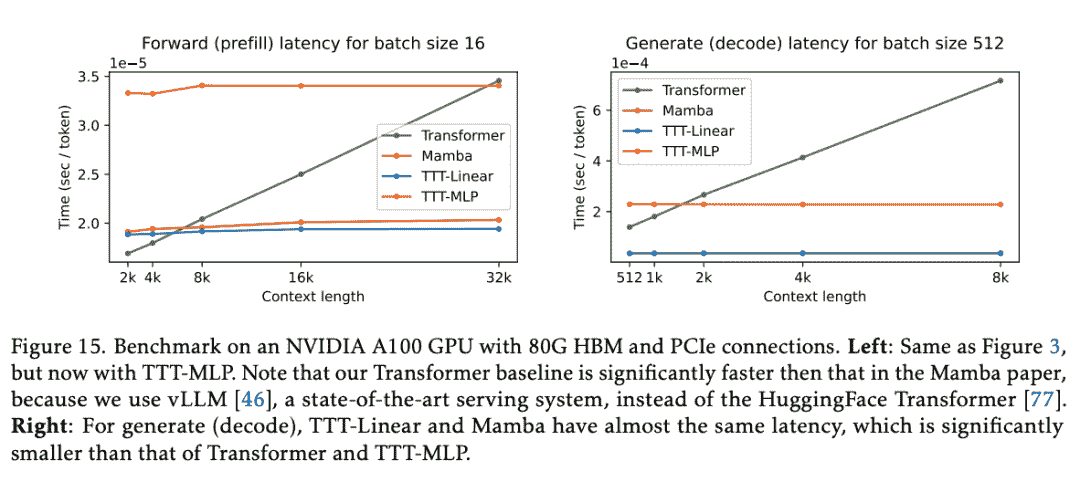 Forward (prefill) latency for batch size 16
1e−5
3.5
3.0
2.5
2.0
Time (sec / token)
Transformer
Mamba
TTT-Linear
TTT-MLP
2k 4k 8k 16k 32k
Context length
Generate (decode) latency for batch size 512
1e−4
6
4
2
Time (sec / token)
Transformer
Mamba
TTT-Linear
TTT-MLP
512 1k 2k 4k 8k
Context length
Figure 15. Benchmark on an NVIDIA A100 GPU with 80G HBM and PCIe connections. Left: Same as Figure 3,
but now with TTT-MLP. Note that our Transformer baseline is significantly faster then that in the Mamba paper,
because we use vLLM [46], a state-of-the-art serving system, instead of the HuggingFace Transformer [77].
Right: For generate (decode), TTT-Linear and Mamba have almost the same latency, which is significantly
smaller than that of Transformer and TTT-MLP.